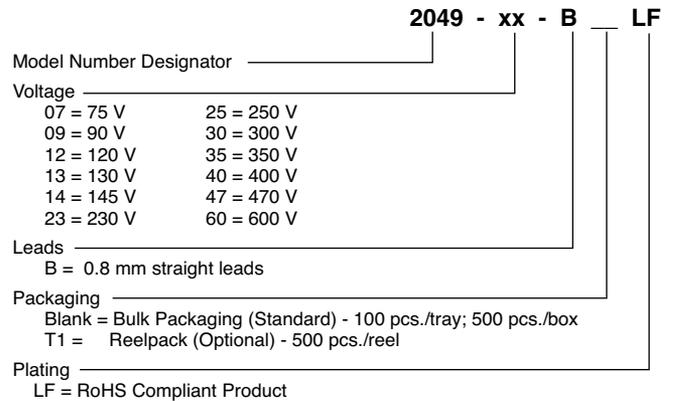 2049 - xx - B __ LF
Model Number Designator
Voltage
07 = 75 V 25 = 250 V
09 = 90 V 30 = 300 V
12 = 120 V 35 = 350 V
13 = 130 V 40 = 400 V
14 = 145 V 47 = 470 V
23 = 230 V 60 = 600 V
Leads
B = 0.8 mm straight leads
Packaging
Blank = Bulk Packaging (Standard) - 100 pcs./tray; 500 pcs./box
T1 = Reelpack (Optional) - 500 pcs./reel
Plating
LF = RoHS Compliant Product